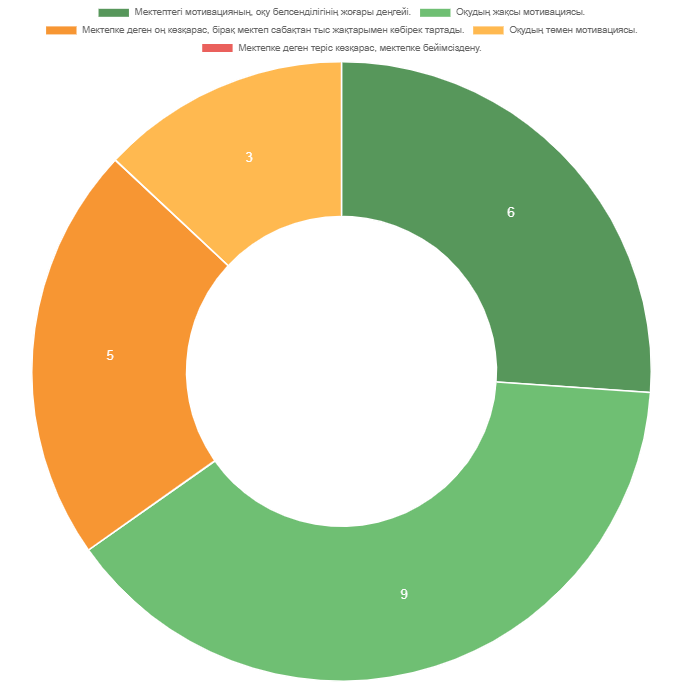 Мектептегі мотивацияның, оқу белсенділігінің жоғары деңгейі. Оқудың жақсы мотивациясы.
Мектепке деген оң көзқарас, бірақ мектеп сабақтан тыс жақтарымен көбірек тартады. Оқудың төмен мотивациясы.
Мектепке деген теріс көзқарас, мектепке бейімсіздену.
3
6
5
9